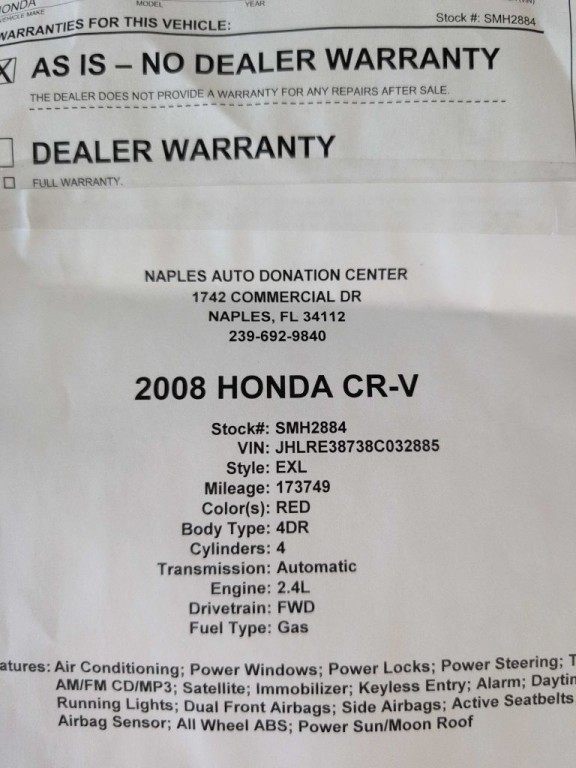 HONDA
VEHICLE MAKE MODEL YEAR
WARRANTIES FOR THIS VEHICLE: Stock #: SMH2884
X AS IS – NO DEALER WARRANTY
THE DEALER DOES NOT PROVIDE A WARRANTY FOR ANY REPAIRS AFTER SALE.
DEALER WARRANTY
FULL WARRANTY.
NAPLES AUTO DONATION CENTER
1742 COMMERCIAL DR
NAPLES, FL 34112
239-692-9840
2008 HONDA CR-V
Stock#: SMH2884
VIN: JHLRE38738C032885
Style: EXL
Mileage: 173749
Color(s): RED
Body Type: 4DR
Cylinders: 4
Transmission: Automatic
Engine: 2.4L
Drivetrain: FWD
Fuel Type: Gas
atures: Air Conditioning; Power Windows; Power Locks; Power Steering; T
AM/FM CD/MP3; Satellite; Immobilizer; Keyless Entry; Alarm; Daytim
Running Lights; Dual Front Airbags; Side Airbags; Active Seatbelts
Airbag Sensor; All Wheel ABS; Power Sun/Moon Roof